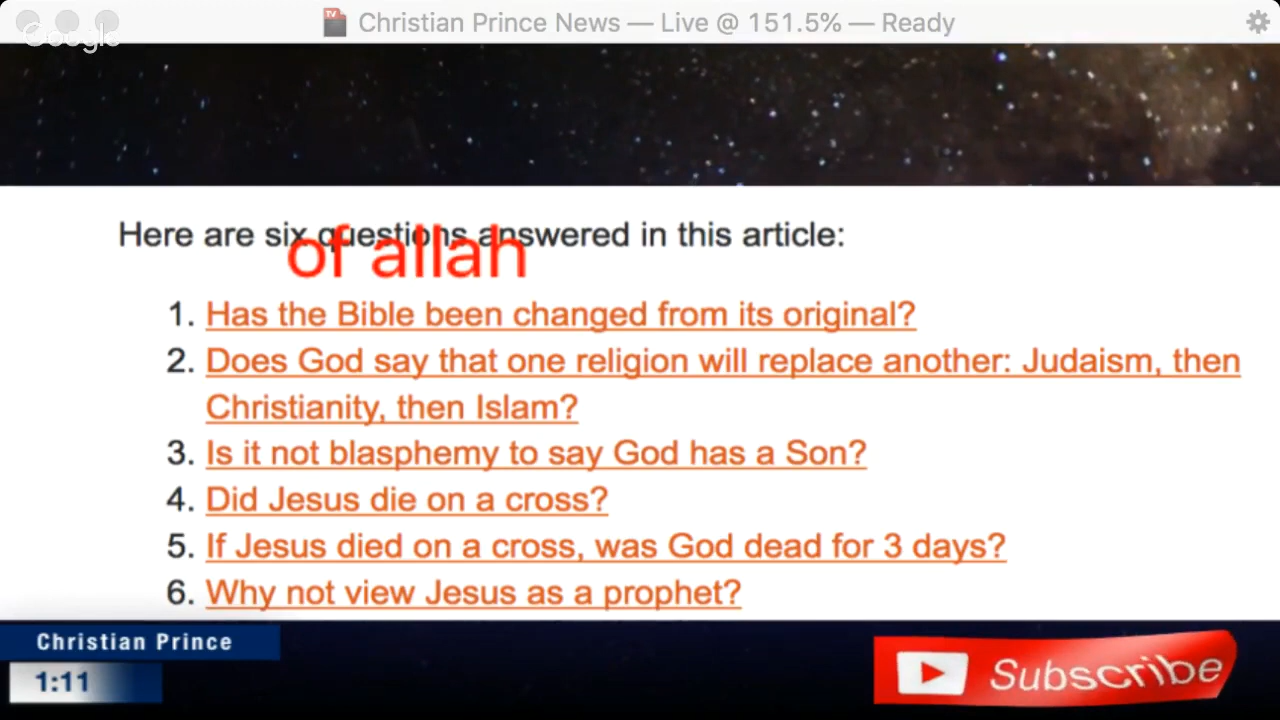 Christian Prince News — Live @ 151.5% — Ready
Google
Here are six questions answered in this article:
of allah
1. Has the Bible been changed from its original?
2. Does God say that one religion will replace another: Judaism, then
Christianity, then Islam?
3. Is it not blasphemy to say God has a Son?
4. Did Jesus die on a cross?
5. If Jesus died on a cross, was God dead for 3 days?
6. Why not view Jesus as a prophet?
Christian Prince
1:11
Subscribe